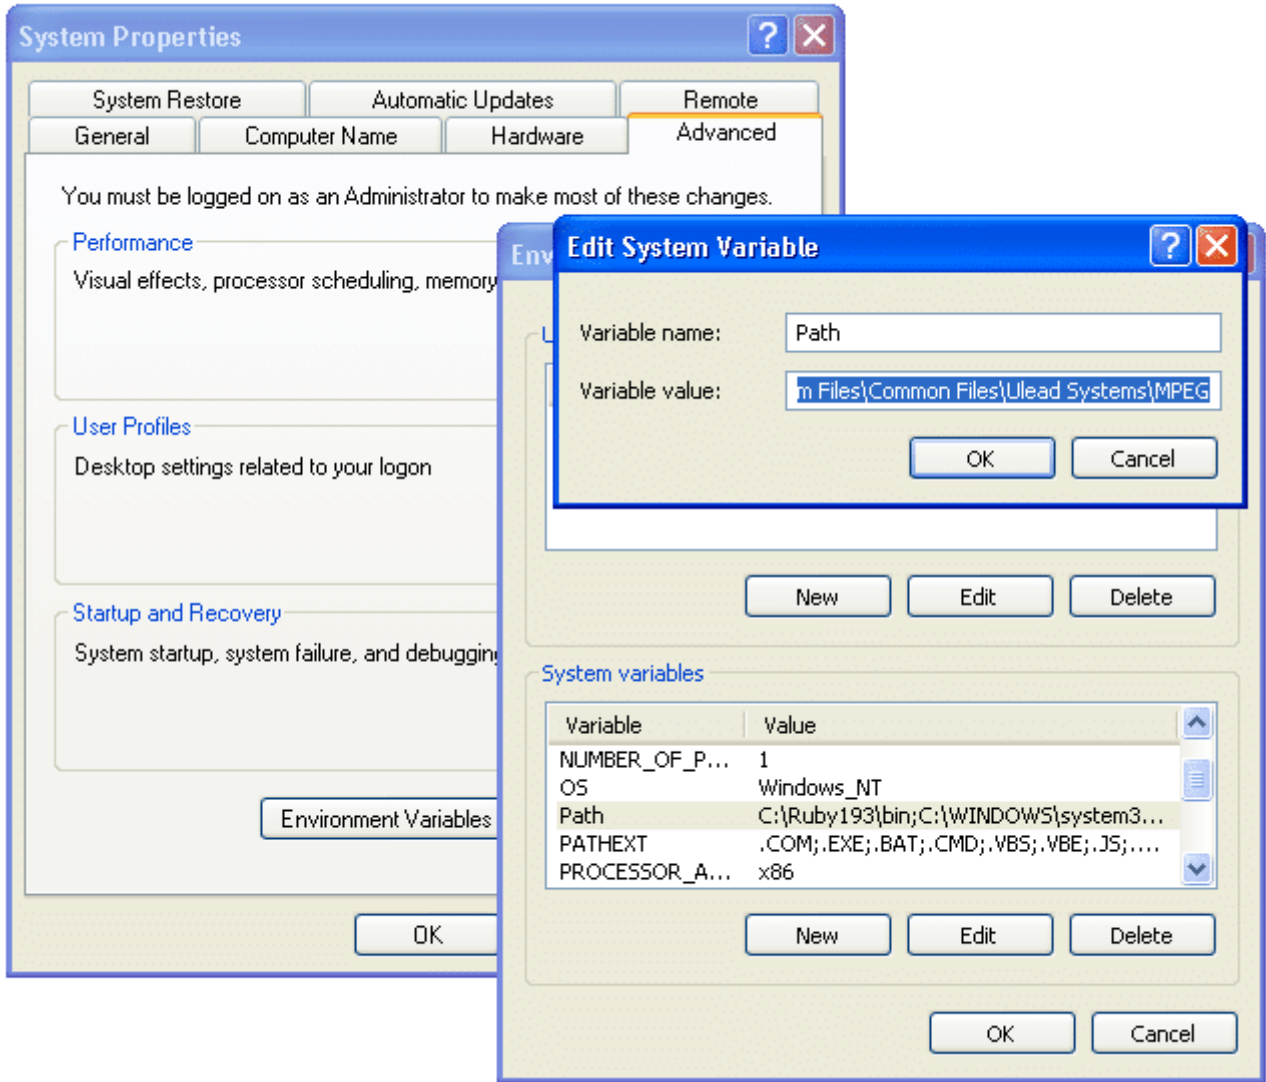 System Properties
System Restore
Automatic Updates
Remote
General
Computer Name
Hardware
Advanced
You must be logged on as an Administrator to make most of these changes.
Performance
Visual effects, processor scheduling, memory
User Profiles
Desktop settings related to your logon
Startup and Recovery
System startup, system failure, and debugging
Environment Variables
OK
Env
Edit System Variable
Variable name:
Path
Variable value:
m Files\Common Files\Ulead Systems\MPEG
OK
Cancel
New
Edit
Delete
System variables
Variable
Value
NUMBER_OF_P... 1
OS Windows_NT
Path C:\Ruby193\bin;C:\WINDOWS\system3...
PATHEXT .COM;.EXE;.BAT;.CMD;.VBS;.VBE;.JS;....
PROCESSOR_A... x86
New
Edit
Delete
OK
Cancel